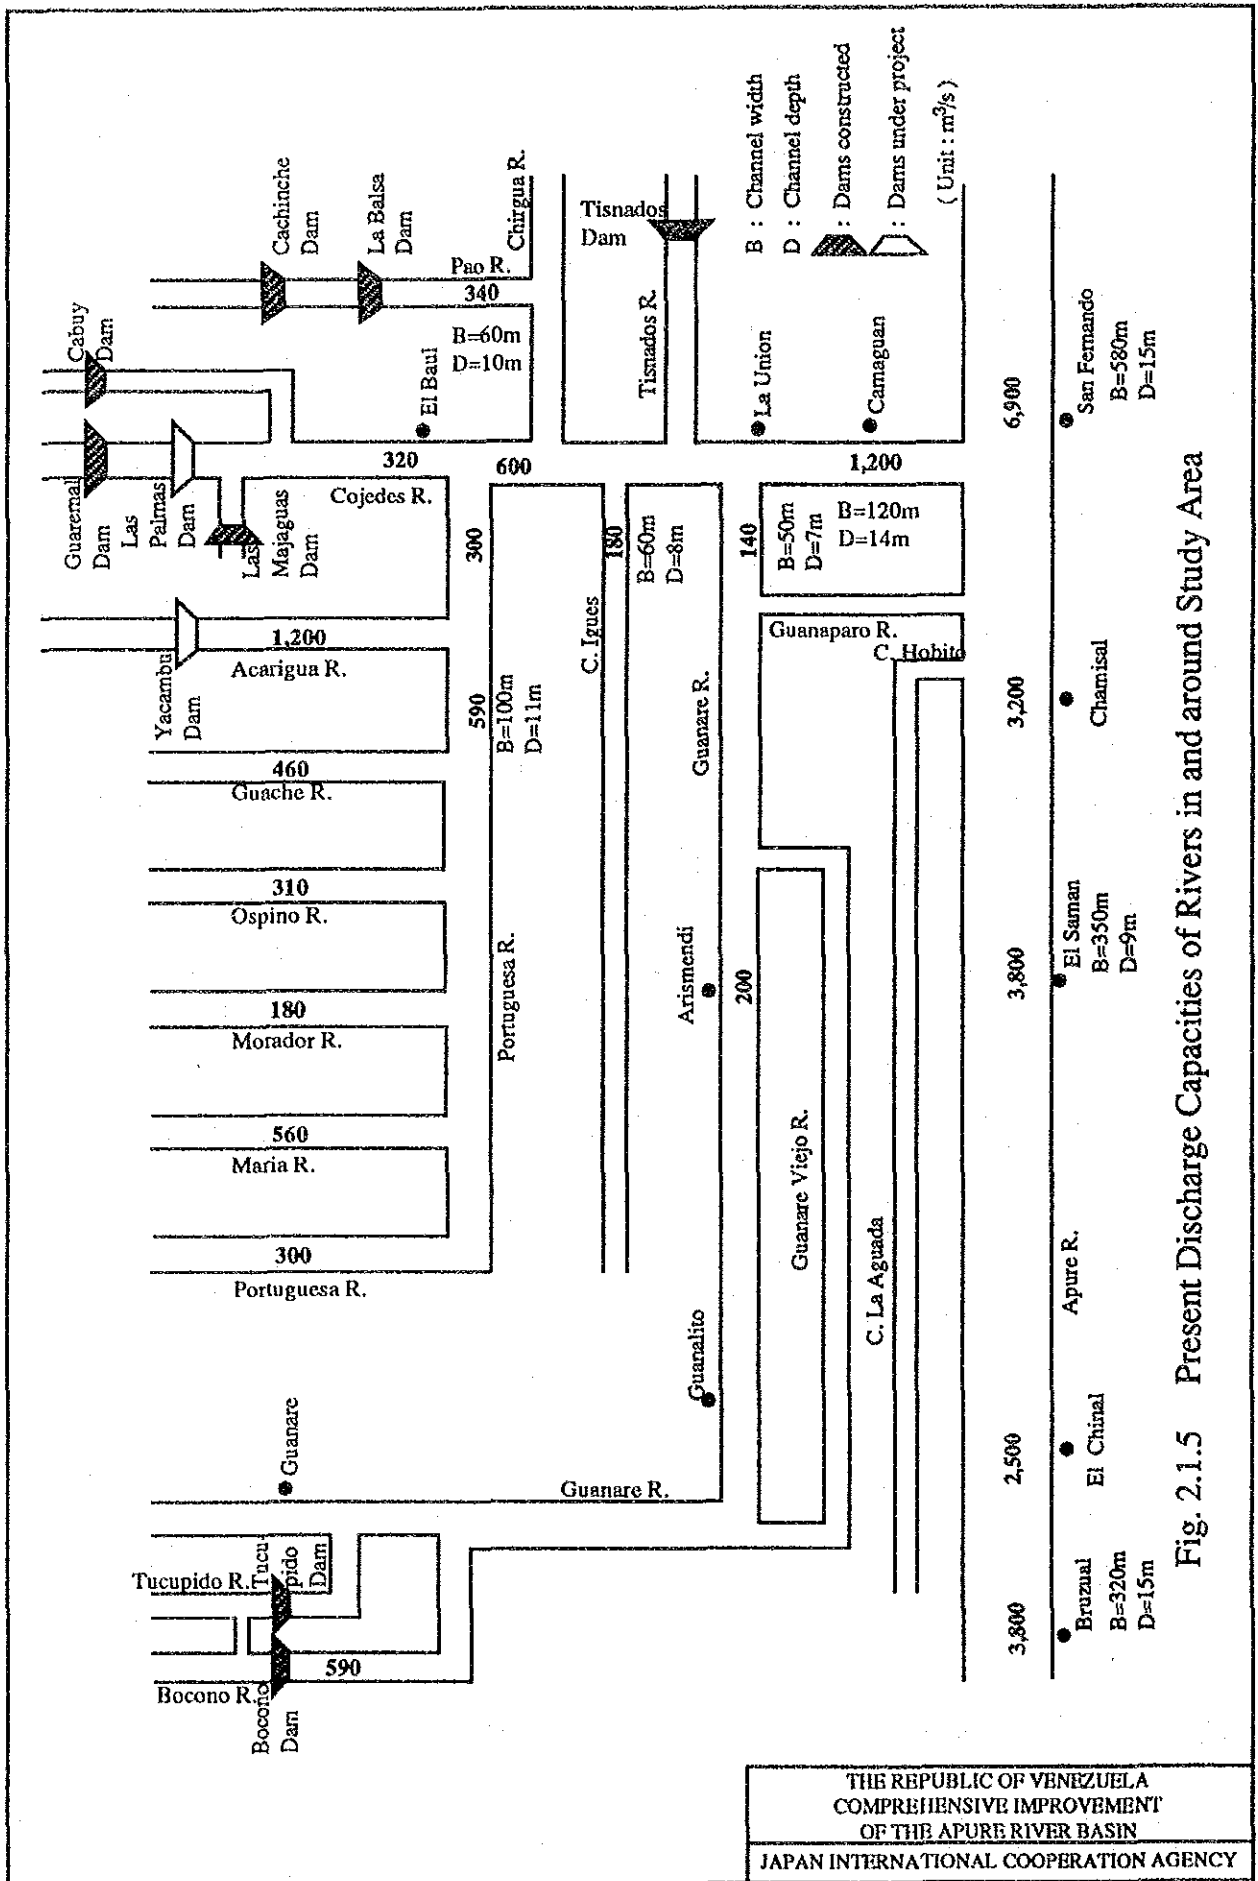 Cabuy
Dam
Guaremal
Dam
Las
Palmas
Dam
Las
Majaguas
Dam
Yacambu
Dam
Cachinche
Dam
La Balsa
Dam
Pao R.
340
Chirgua R.
B=60m
D=10m
El Baul
320
600
Cojedes R.
300
1,200
Acarigua R.
590
B=100m
D=11m
460
Guache R.
310
Ospino R.
180
Morador R.
560
Maria R.
300
Portuguesa R.
Portuguesa R.
Tisnados
Dam
Tisnados R.
C. Igues
180
B=60m
D=8m
Guanare R.
140
B=50m
D=7m
La Union
Camaguan
1,200
B=120m
D=14m
B : Channel width
D : Channel depth
: Dams constructed
: Dams under project
( Unit : m³/s )
Guanaparo R.
C. Hobito
Arismendi
200
Guanare Viejo R.
C. La Aguada
Guanalito
Guanare
Guanare R.
Tucupido R.
Tucu-
pido
Dam
590
Bocono R.
Bocono
Dam
6,900
San Fernando
B=580m
D=15m
3,200
Chamisal
3,800
El Saman
B=350m
D=9m
Apure R.
2,500
El Chinal
3,800
Bruzual
B=320m
D=15m
Fig. 2.1.5 Present Discharge Capacities of Rivers in and around Study Area
THE REPUBLIC OF VENEZUELA
COMPREHENSIVE IMPROVEMENT
OF THE APURE RIVER BASIN
JAPAN INTERNATIONAL COOPERATION AGENCY